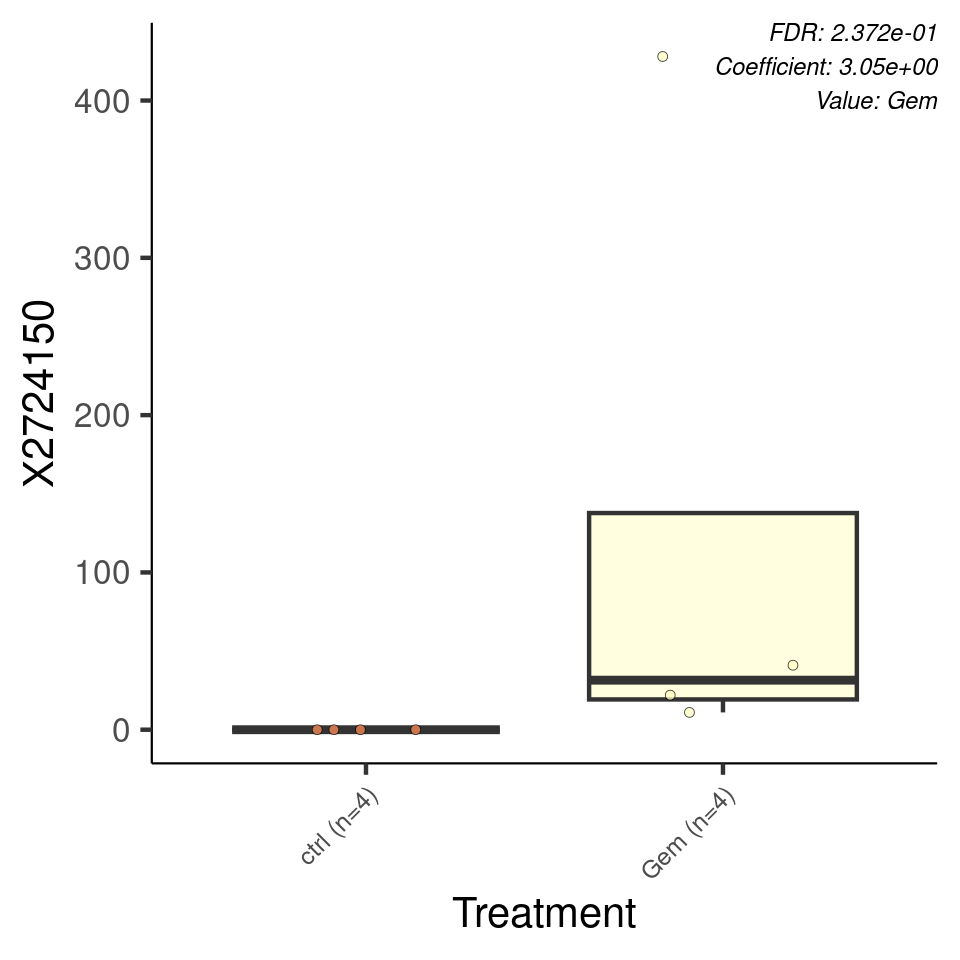 FDR: 2.372e-01
Coefficient: 3.05e+00
Value: Gem
400
300
200
100
0
X2724150
ctrl (n=4)
Gem (n=4)
Treatment